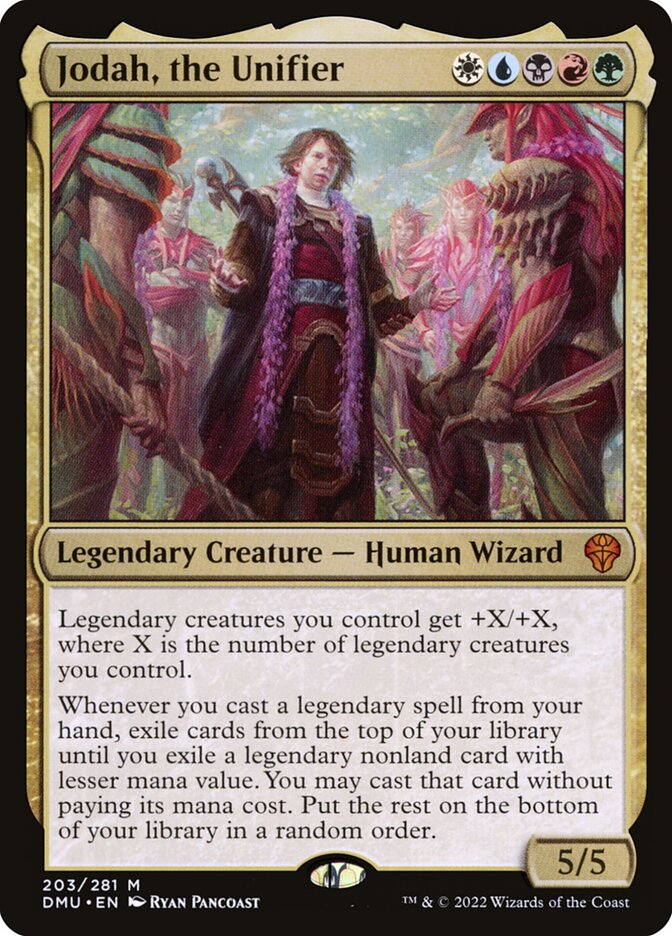 Jodah, the Unifier
Legendary Creature — Human Wizard
Legendary creatures you control get +X/+X,
where X is the number of legendary creatures
you control.
Whenever you cast a legendary spell from your
hand, exile cards from the top of your library
until you exile a legendary nonland card with
lesser mana value. You may cast that card without
paying its mana cost. Put the rest on the bottom
of your library in a random order.
5/5
203/281 M
DMU • EN Ryan Pancoast
™ & © 2022 Wizards of the Coast